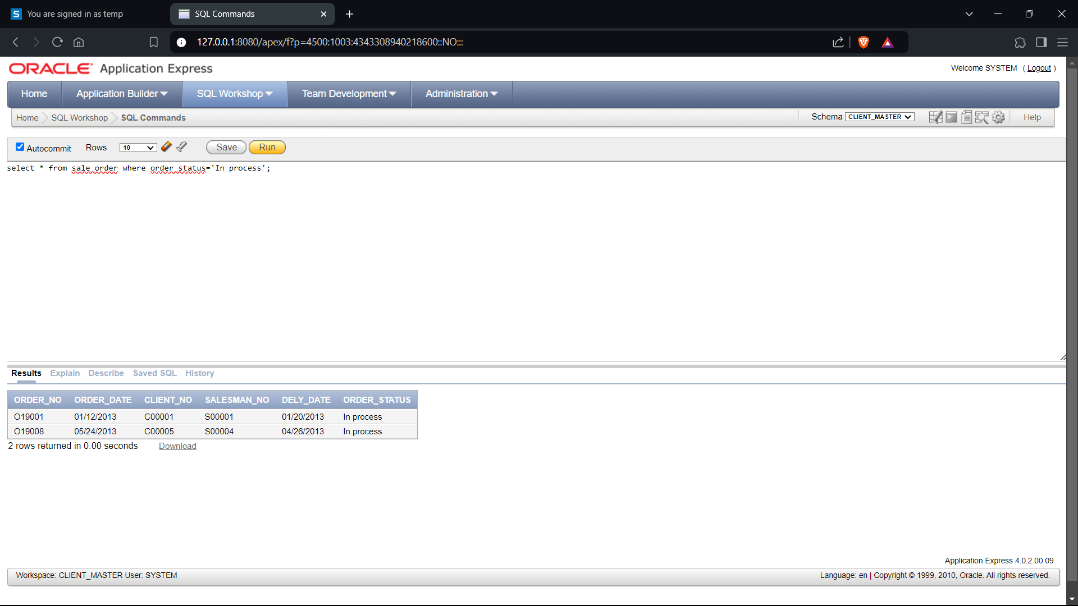 S You are signed in as temp
SQL Commands
127.0.0.1:8080/apex/f?p=4500:1003:4343308940218600::NO:::
ORACLE Application Express
Welcome SYSTEM ( Logout )
Home Application Builder SQL Workshop Team Development Administration
Home SQL Workshop SQL Commands
Schema CLIENT_MASTER Help
Autocommit Rows 10 Save Run
select * from sale_order where order_status='In process';
Results Explain Describe Saved SQL History
ORDER_NO ORDER_DATE CLIENT_NO SALESMAN_NO DELY_DATE ORDER_STATUS
O19001 01/12/2013 C00001 S00001 01/20/2013 In process
O19008 05/24/2013 C00005 S00004 04/26/2013 In process
2 rows returned in 0.00 seconds Download
Application Express 4.0.2.00.09
Workspace: CLIENT_MASTER User: SYSTEM
Language: en | Copyright © 1999, 2010, Oracle. All rights reserved.